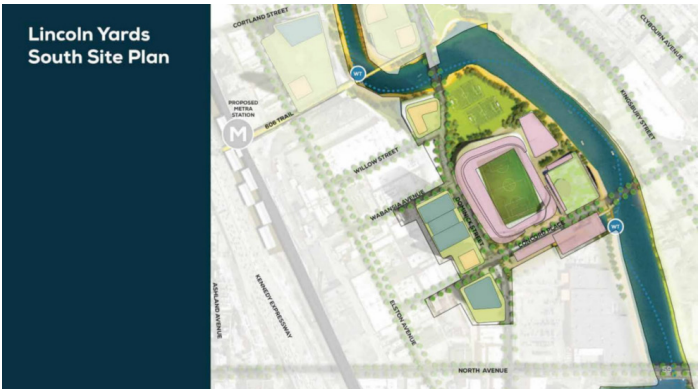 Lincoln Yards
South Site Plan
CORTLAND STREET
CLYBOURN AVENUE
WT
KINGSBURY STREET
PROPOSED
METRA
STATION
M
606 TRAIL
WILLOW STREET
WABANSIA AVENUE
WT
KENNEDY EXPRESSWAY
ASHLAND AVENUE
ELSTON AVENUE
NORTH AVENUE